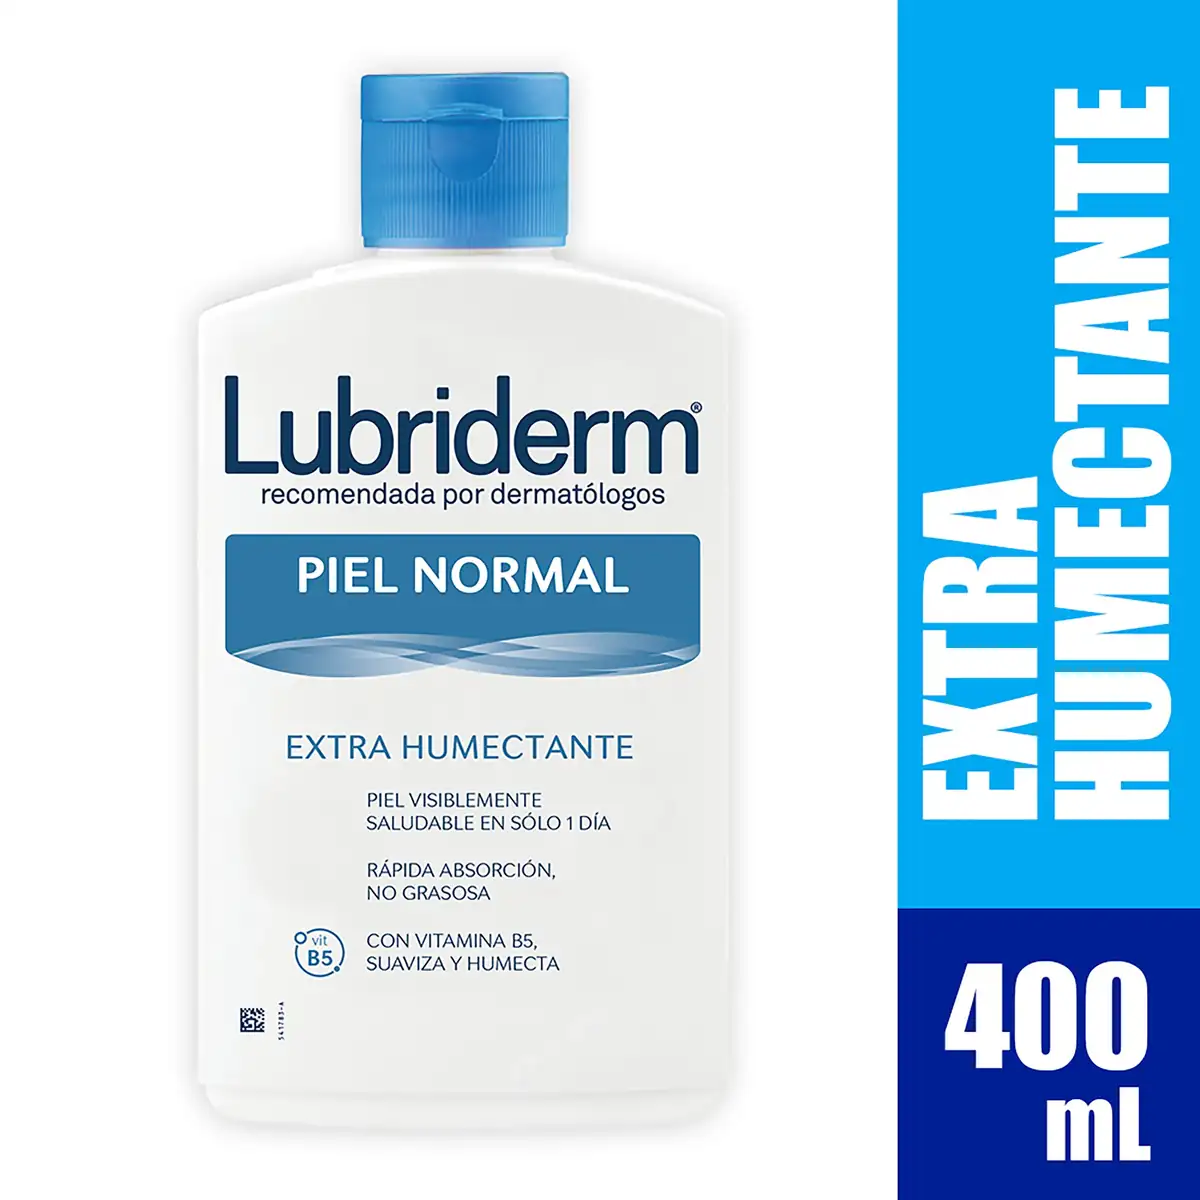 Lubriderm®
recomendada por dermatólogos
PIEL NORMAL
EXTRA HUMECTANTE
PIEL VISIBLEMENTE
SALUDABLE EN SÓLO 1 DÍA
RÁPIDA ABSORCIÓN,
NO GRASOSA
vit
B5
CON VITAMINA B5,
SUAVIZA Y HUMECTA
541783-A
EXTRA
HUMECTANTE
400
mL